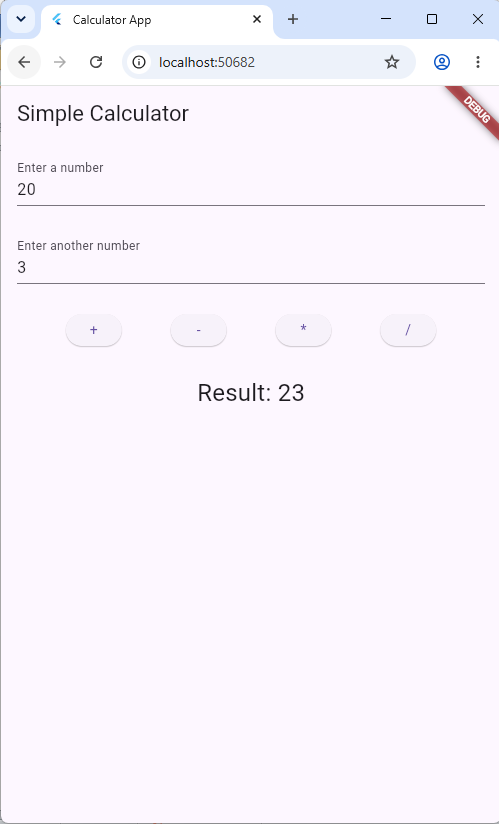 Calculator App
localhost:50682
Simple Calculator
DEBUG
Enter a number
20
Enter another number
3
+ - * /
Result: 23